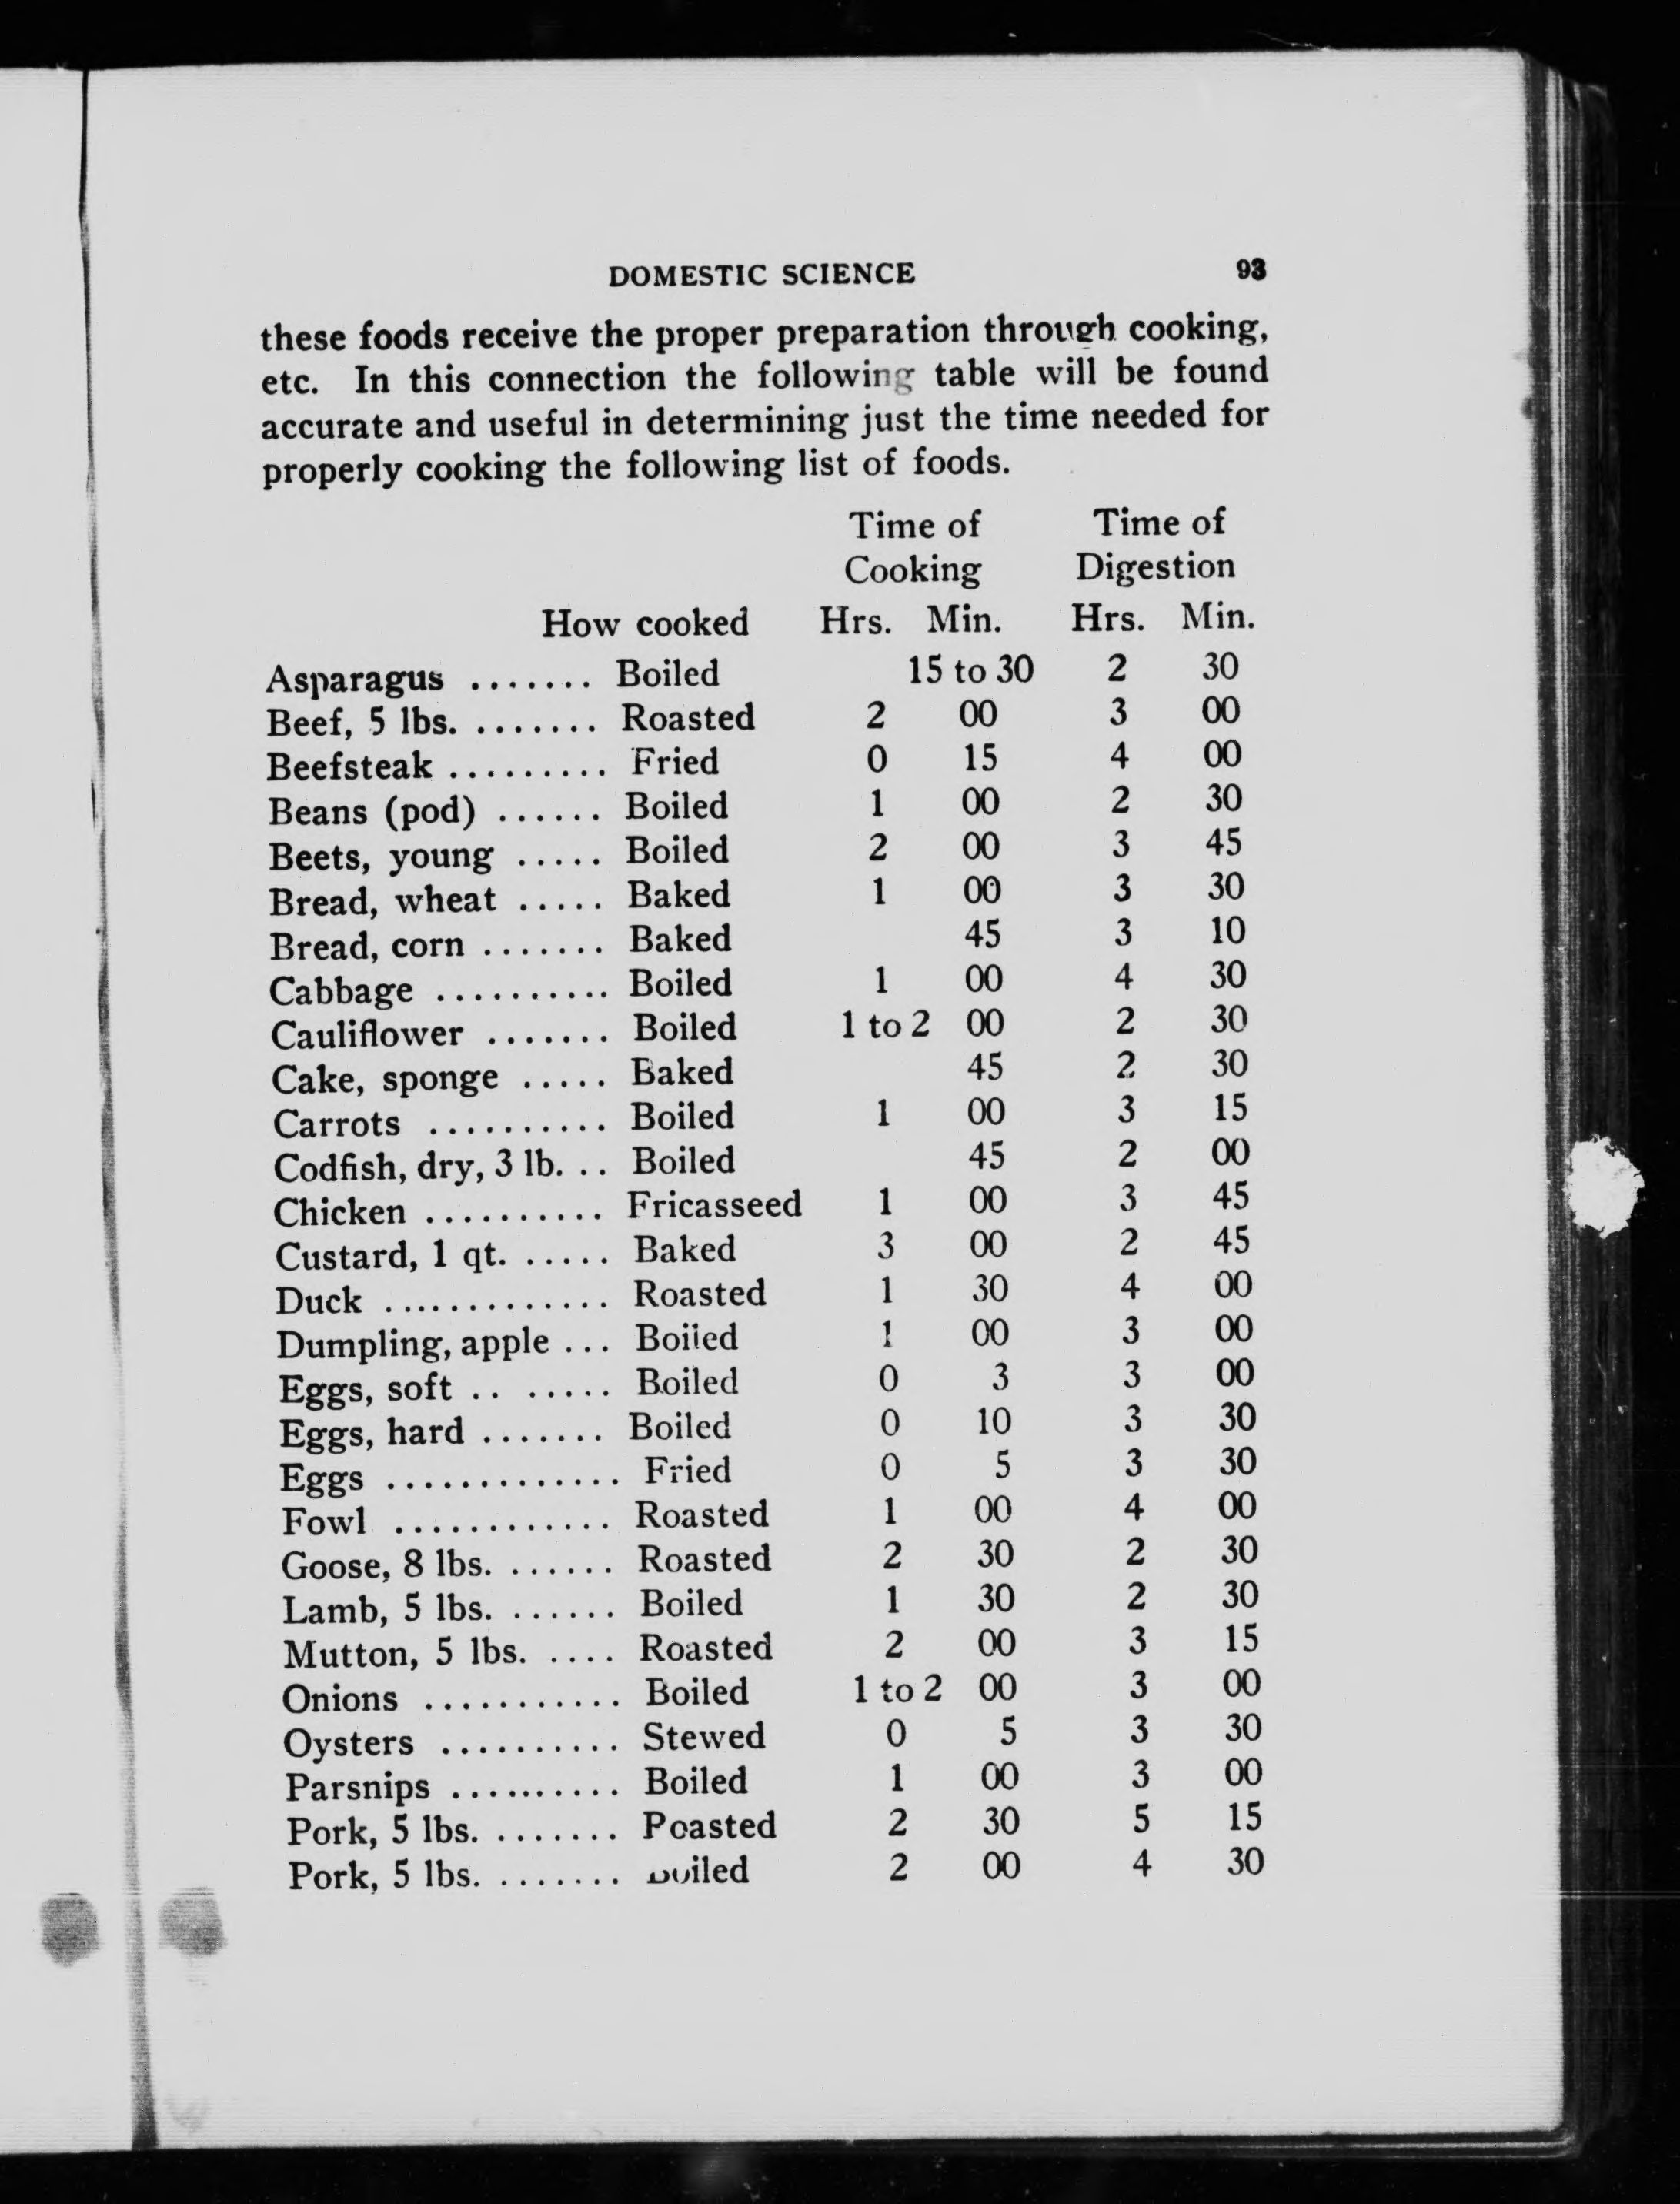 DOMESTIC SCIENCE 93
these foods receive the proper preparation through cooking,
etc. In this connection the following table will be found
accurate and useful in determining just the time needed for
properly cooking the following list of foods.
Time of Time of
Cooking Digestion
How cooked Hrs. Min. Hrs. Min.
Asparagus ....... Boiled 15 to 30 2 30
Beef, 5 lbs. ....... Roasted 2 00 3 00
Beefsteak ......... Fried 0 15 4 00
Beans (pod) ...... Boiled 1 00 2 30
Beets, young ..... Boiled 2 00 3 45
Bread, wheat ..... Baked 1 00 3 30
Bread, corn ....... Baked 45 3 10
Cabbage .......... Boiled 1 00 4 30
Cauliflower ....... Boiled 1 to 2 00 2 30
Cake, sponge ..... Baked 45 2 30
Carrots .......... Boiled 1 00 3 15
Codfish, dry, 3 lb. .. Boiled 45 2 00
Chicken .......... Fricasseed 1 00 3 45
Custard, 1 qt. ..... Baked 3 00 2 45
Duck ............. Roasted 1 30 4 00
Dumpling, apple ... Boiled 1 00 3 00
Eggs, soft .. ...... Boiled 0 3 3 00
Eggs, hard ....... Boiled 0 10 3 30
Eggs ............. Fried 0 5 3 30
Fowl ............ Roasted 1 00 4 00
Goose, 8 lbs. ...... Roasted 2 30 2 30
Lamb, 5 lbs. ...... Boiled 1 30 2 30
Mutton, 5 lbs. .... Roasted 2 00 3 15
Onions ........... Boiled 1 to 2 00 3 00
Oysters .......... Stewed 0 5 3 30
Parsnips .......... Boiled 1 00 3 00
Pork, 5 lbs. ....... Roasted 2 30 5 15
Pork, 5 lbs. ....... Boiled 2 00 4 30